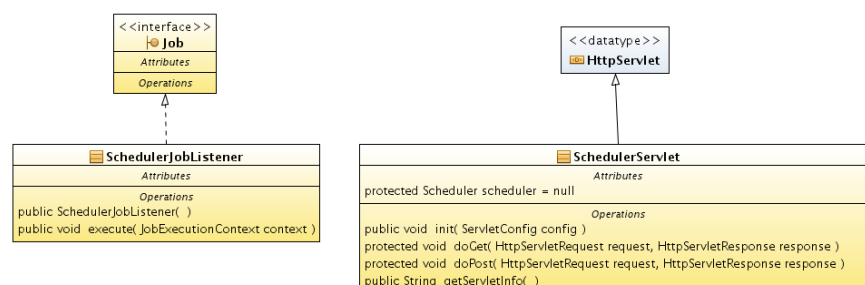 <<interface>>
Job
Attributes
Operations
<<datatype>>
HttpServlet
SchedulerJobListener
Attributes
Operations
public SchedulerJobListener( )
public void execute( JobExecutionContext context )
SchedulerServlet
Attributes
protected Scheduler scheduler = null
Operations
public void init( ServletConfig config )
protected void doGet( HttpServletRequest request, HttpServletResponse response )
protected void doPost( HttpServletRequest request, HttpServletResponse response )
public String getServletInfo( )